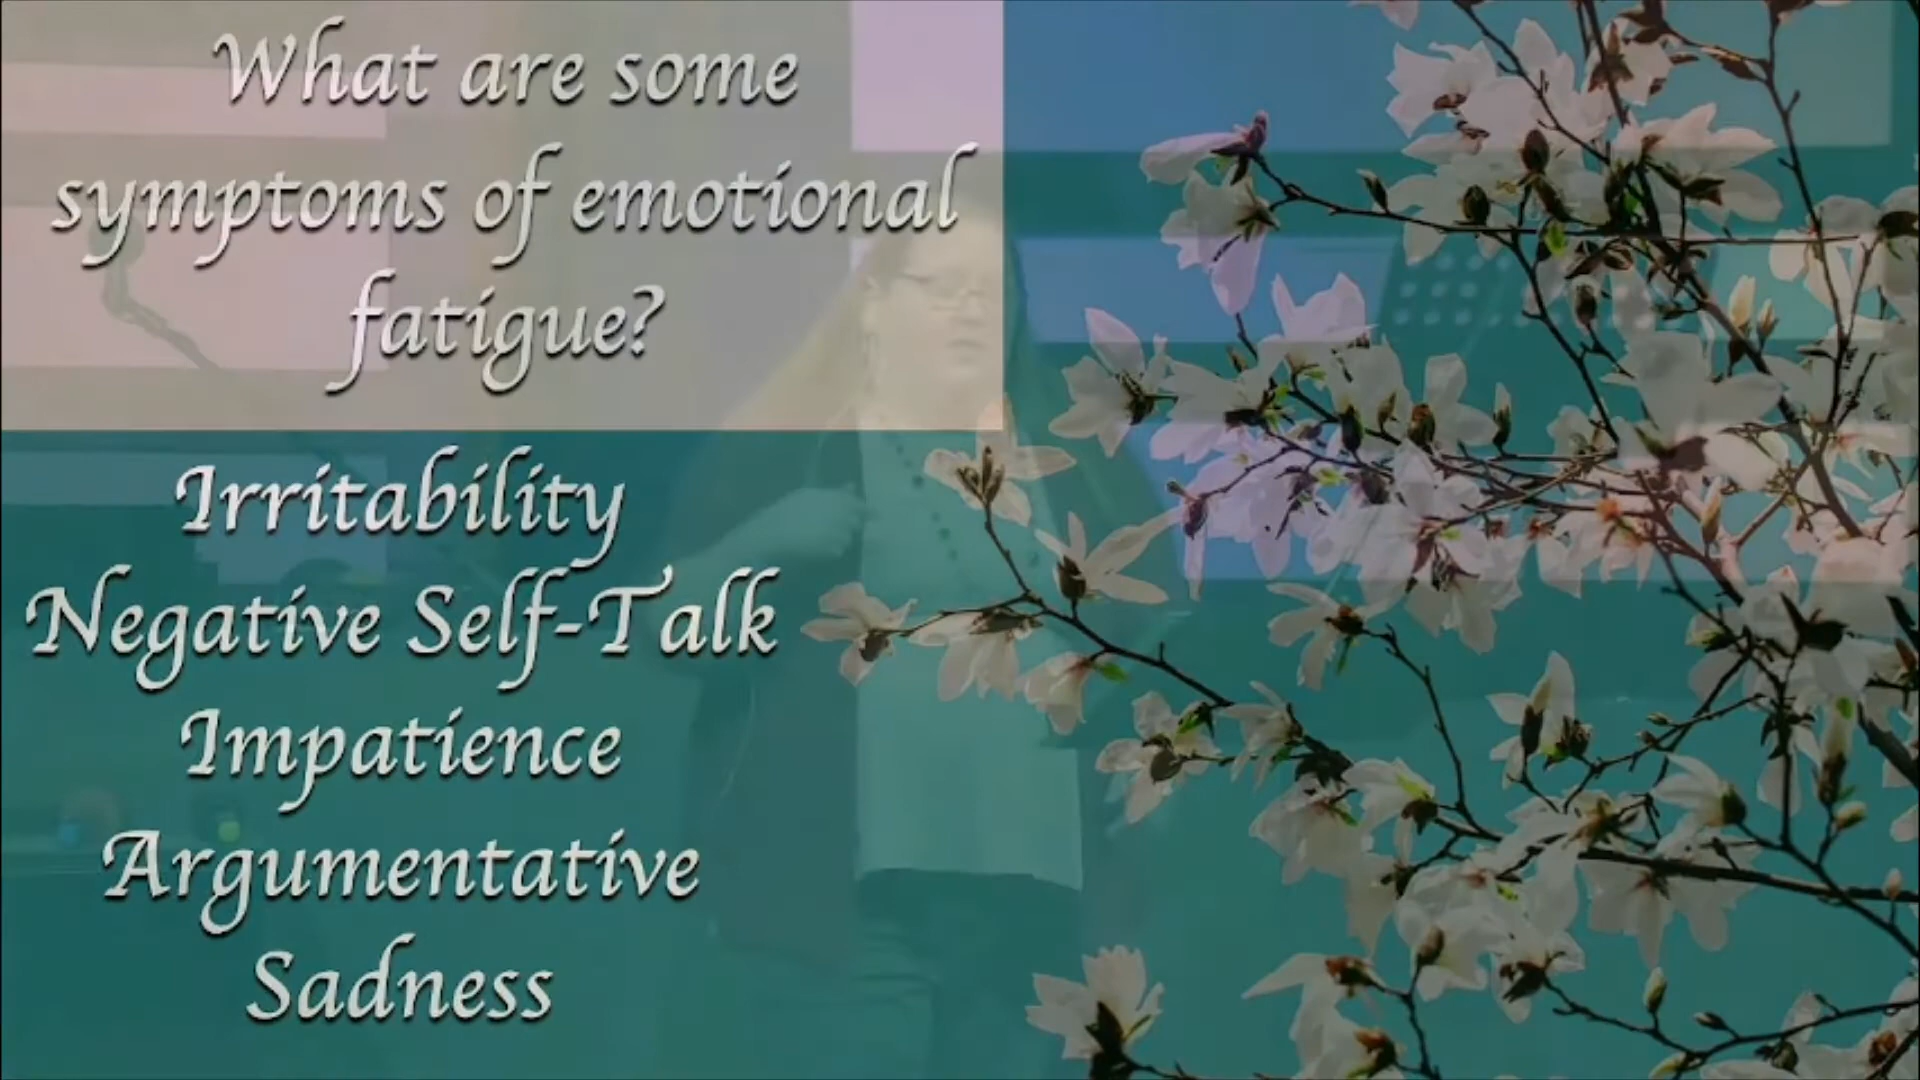 What are some
symptoms of emotional
fatigue?
Irritability
Negative Self-Talk
Impatience
Argumentative
Sadness